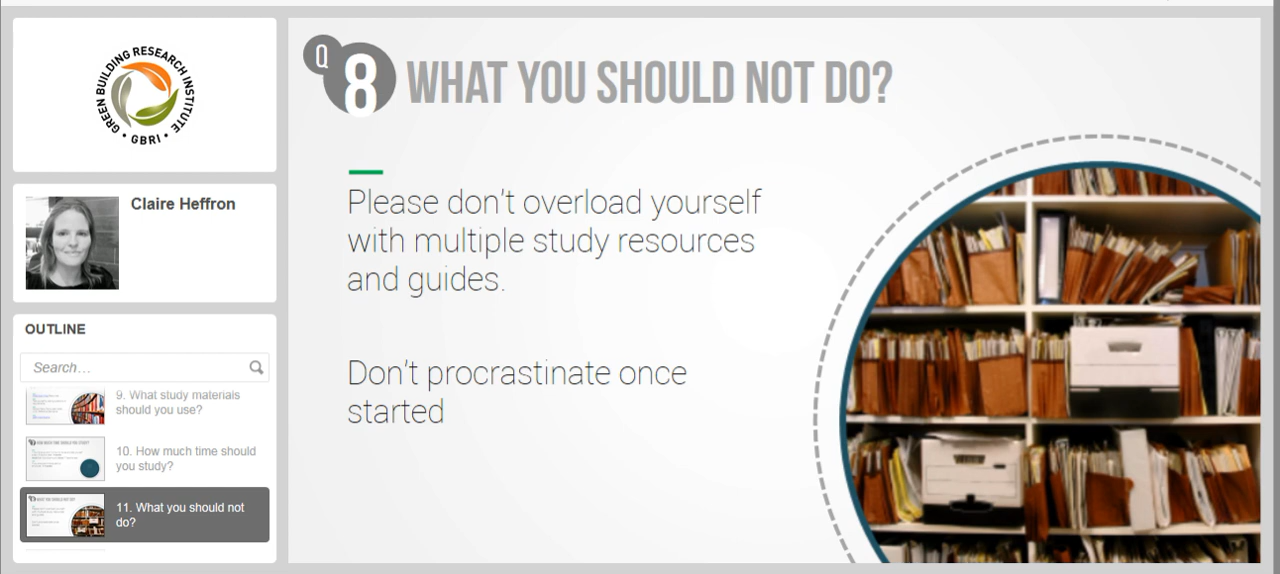 GREEN BUILDING RESEARCH INSTITUTE
• GBRI •
Claire Heffron
OUTLINE
Search...
9. What study materials
should you use?
10. How much time should
you study?
11. What you should not
do?
Q
8 WHAT YOU SHOULD NOT DO?
Please don't overload yourself
with multiple study resources
and guides.
Don't procrastinate once
started